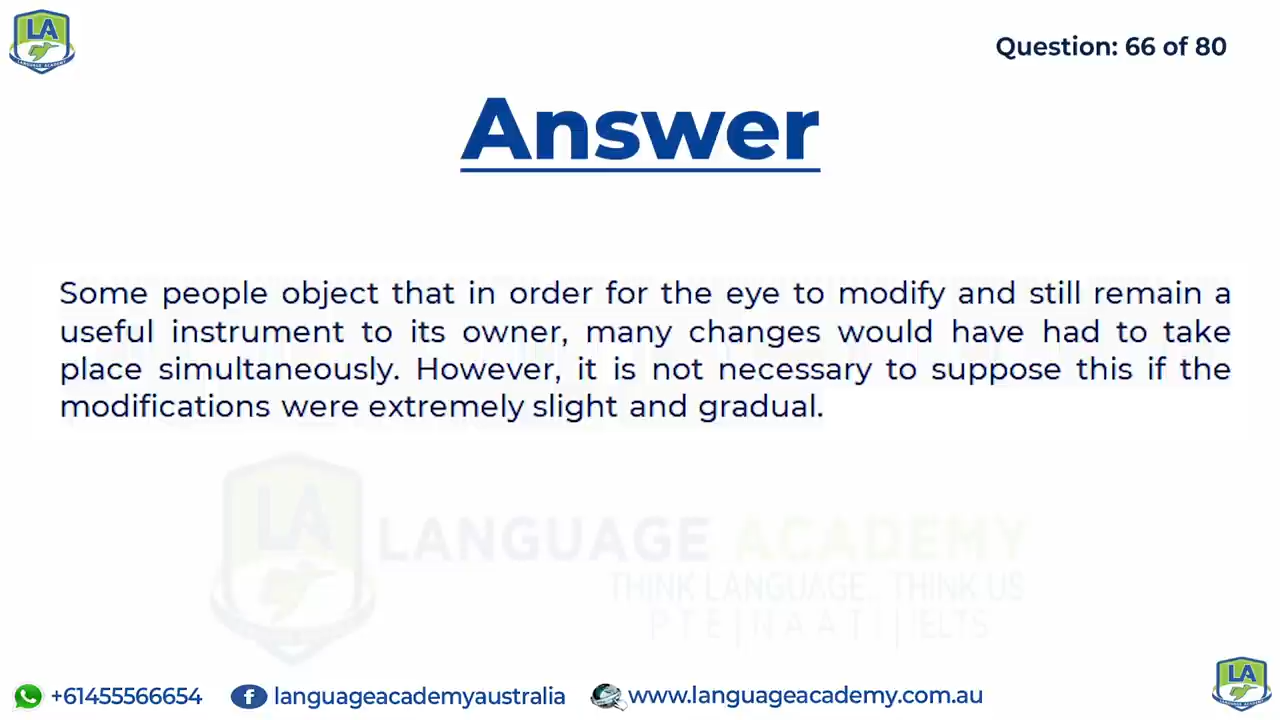 LA
LANGUAGE ACADEMY
Question: 66 of 80
Answer
Some people object that in order for the eye to modify and still remain a
useful instrument to its owner, many changes would have had to take
place simultaneously. However, it is not necessary to suppose this if the
modifications were extremely slight and gradual.
LA
LANGUAGE ACADEMY
THINK LANGUAGE, THINK US
PTE|NAATI||IELTS
+61455566654
languageacademyaustralia
www.languageacademy.com.au
LA